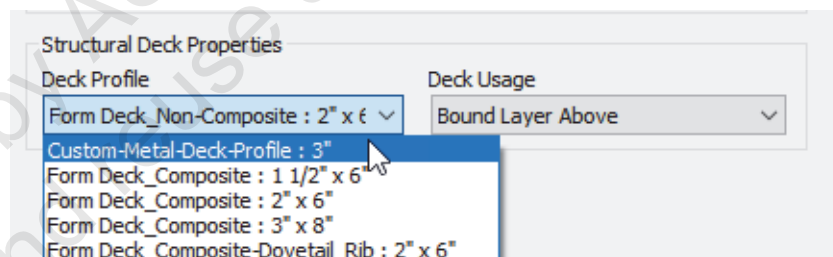 Structural Deck Properties
Deck Profile Deck Usage
Form Deck_Non-Composite : 2" x 6 Bound Layer Above
Custom-Metal-Deck-Profile : 3"
Form Deck_Composite : 1 1/2" x 6"
Form Deck_Composite : 2" x 6"
Form Deck_Composite : 3" x 8"
Form Deck_Composite-Dovetail_Rib : 2" x 6"